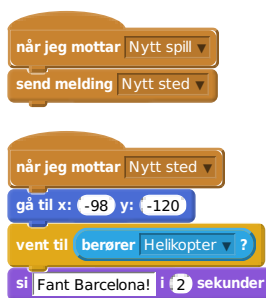 når jeg mottar Nytt spill
send melding Nytt sted
når jeg mottar Nytt sted
gå til x: -98 y: -120
vent til berører Helikopter ?
si Fant Barcelona! i 2 sekunder